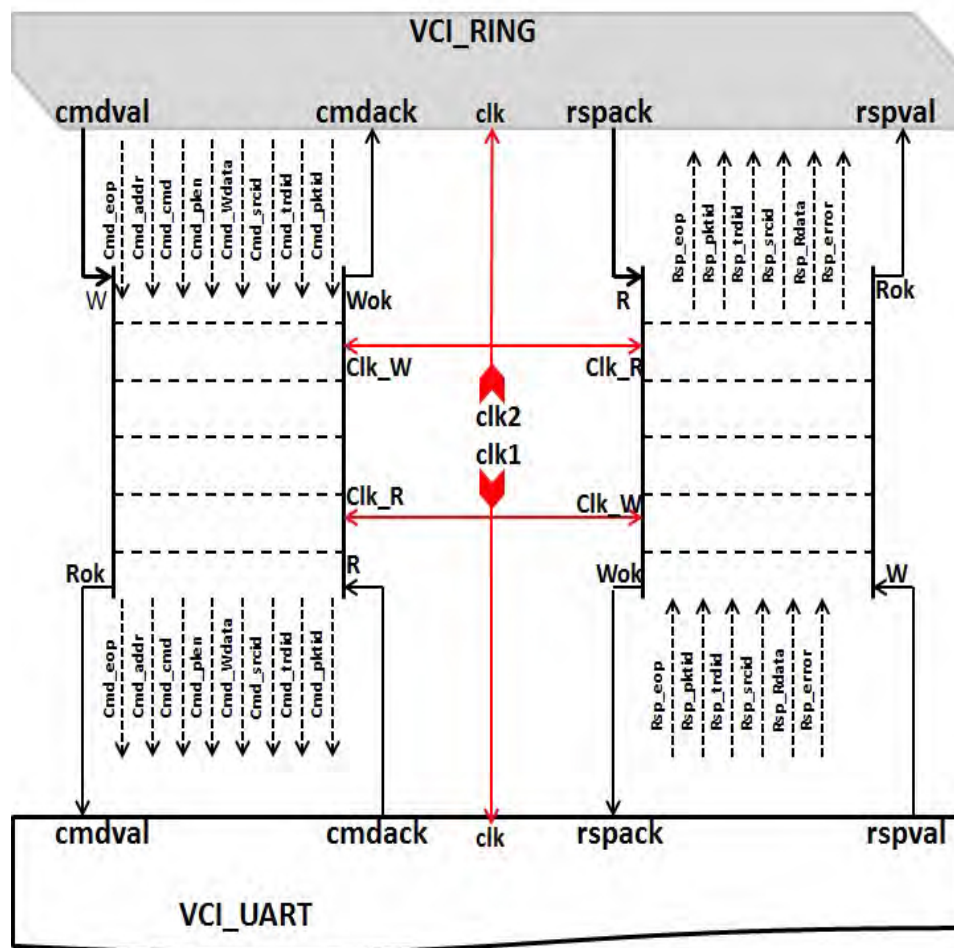 VCI_RING
cmdval cmdack clk rspack rspval
Cmd_eop
Cmd_addr
Cmd_cmd
Cmd_plen
Cmd_Wdata
Cmd_srcid
Cmd_trdid
Cmd_pktid
Rsp_eop
Rsp_pktid
Rsp_trdid
Rsp_srcid
Rsp_Rdata
Rsp_error
W Wok R Rok
Clk_W Clk_R
clk2
clk1
Clk_R Clk_W
Rok R Wok W
Cmd_eop
Cmd_addr
Cmd_cmd
Cmd_plen
Cmd_Wdata
Cmd_srcid
Cmd_trdid
Cmd_pktid
Rsp_eop
Rsp_pktid
Rsp_trdid
Rsp_srcid
Rsp_Rdata
Rsp_error
cmdval cmdack clk rspack rspval
VCI_UART